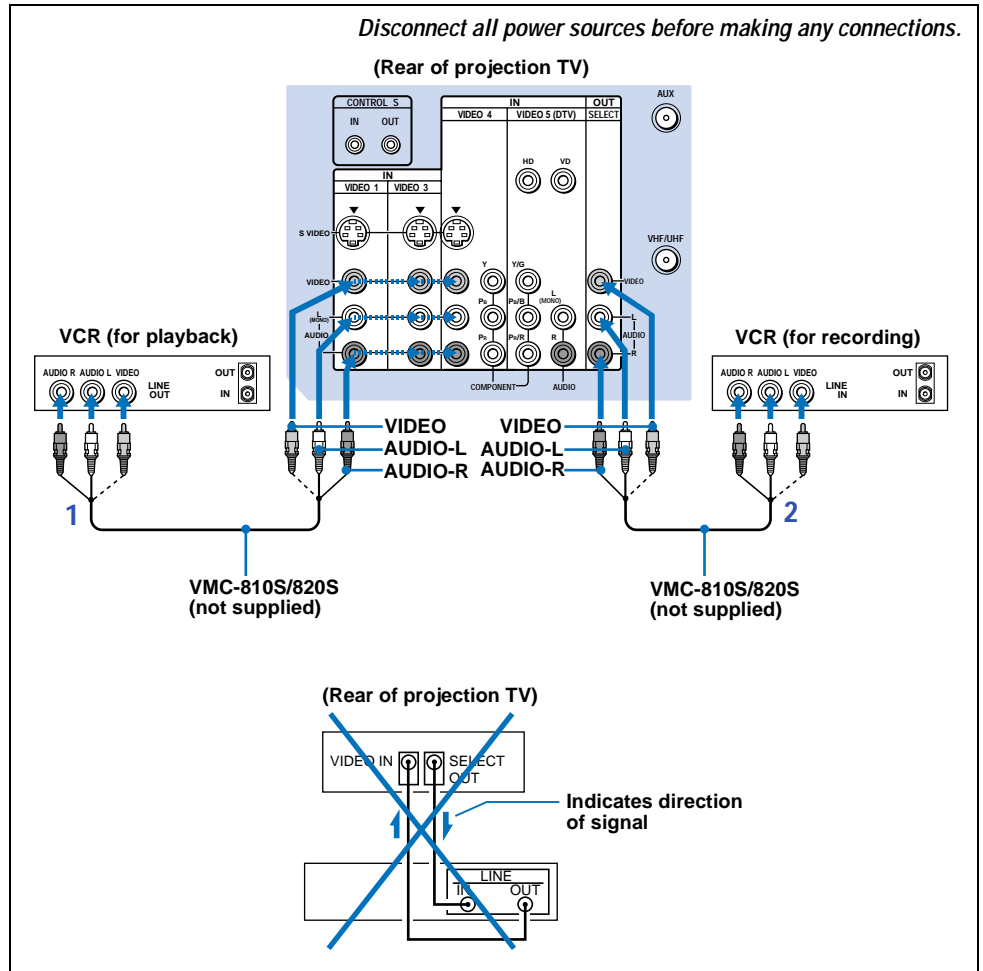 Disconnect all power sources before making any connections.
(Rear of projection TV)
CONTROL S
IN OUT
IN
VIDEO 4 VIDEO 5 (DTV)
OUT
SELECT
AUX
HD VD
IN
VIDEO 1 VIDEO 3
S VIDEO
VHF/UHF
VIDEO
Y Y/G
VIDEO
L
(MONO)
AUDIO
PB PB/B
L
(MONO)
L
AUDIO
R
PR PR/R
R
COMPONENT
AUDIO
VCR (for playback)
AUDIO R AUDIO L VIDEO
LINE
OUT
OUT
IN
VCR (for recording)
AUDIO R AUDIO L VIDEO
LINE
IN
OUT
IN
VIDEO VIDEO
AUDIO-L AUDIO-L
AUDIO-R AUDIO-R
1
2
VMC-810S/820S
(not supplied)
VMC-810S/820S
(not supplied)
(Rear of projection TV)
VIDEO IN
SELECT
OUT
Indicates direction
of signal
LINE
IN OUT